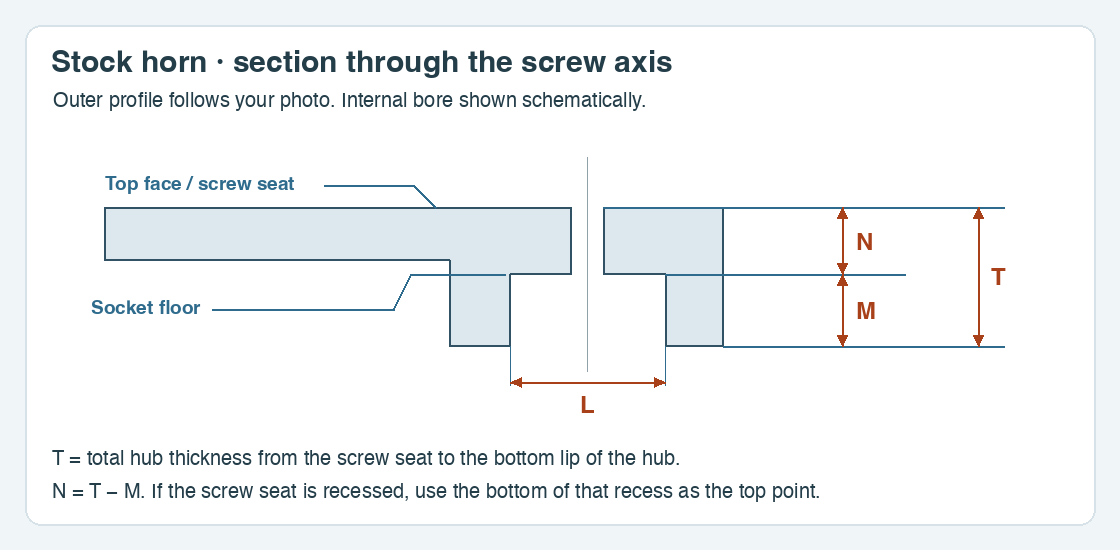 Stock horn · section through the screw axis
Outer profile follows your photo. Internal bore shown schematically.
Top face / screw seat
N
T
Socket floor
M
L
T = total hub thickness from the screw seat to the bottom lip of the hub.
N = T – M. If the screw seat is recessed, use the bottom of that recess as the top point.